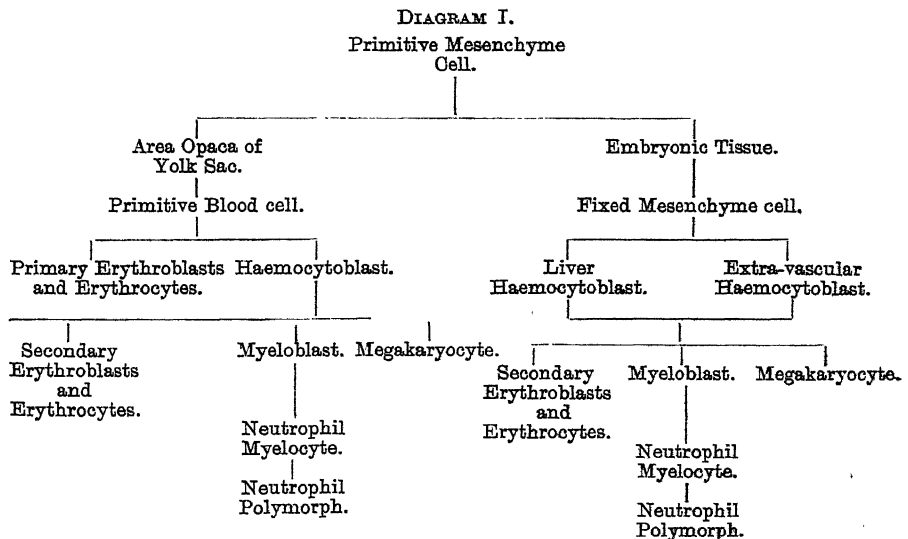 DIAGRAM I.
Primitive Mesenchyme
Cell.
Area Opaca of
Yolk Sac.
Primitive Blood cell.
Primary Erythroblasts
and Erythrocytes.
Haemocytoblast.
Secondary
Erythroblasts
and
Erythrocytes.
Myeloblast.
Neutrophil
Myelocyte.
Neutrophil
Polymorph.
Megakaryocyte.
Embryonic Tissue.
Fixed Mesenchyme cell.
Liver
Haemocytoblast.
Extra-vascular
Haemocytoblast.
Secondary
Erythroblasts
and
Erythrocytes.
Myeloblast.
Neutrophil
Myelocyte.
Neutrophil
Polymorph.
Megakaryocyte.